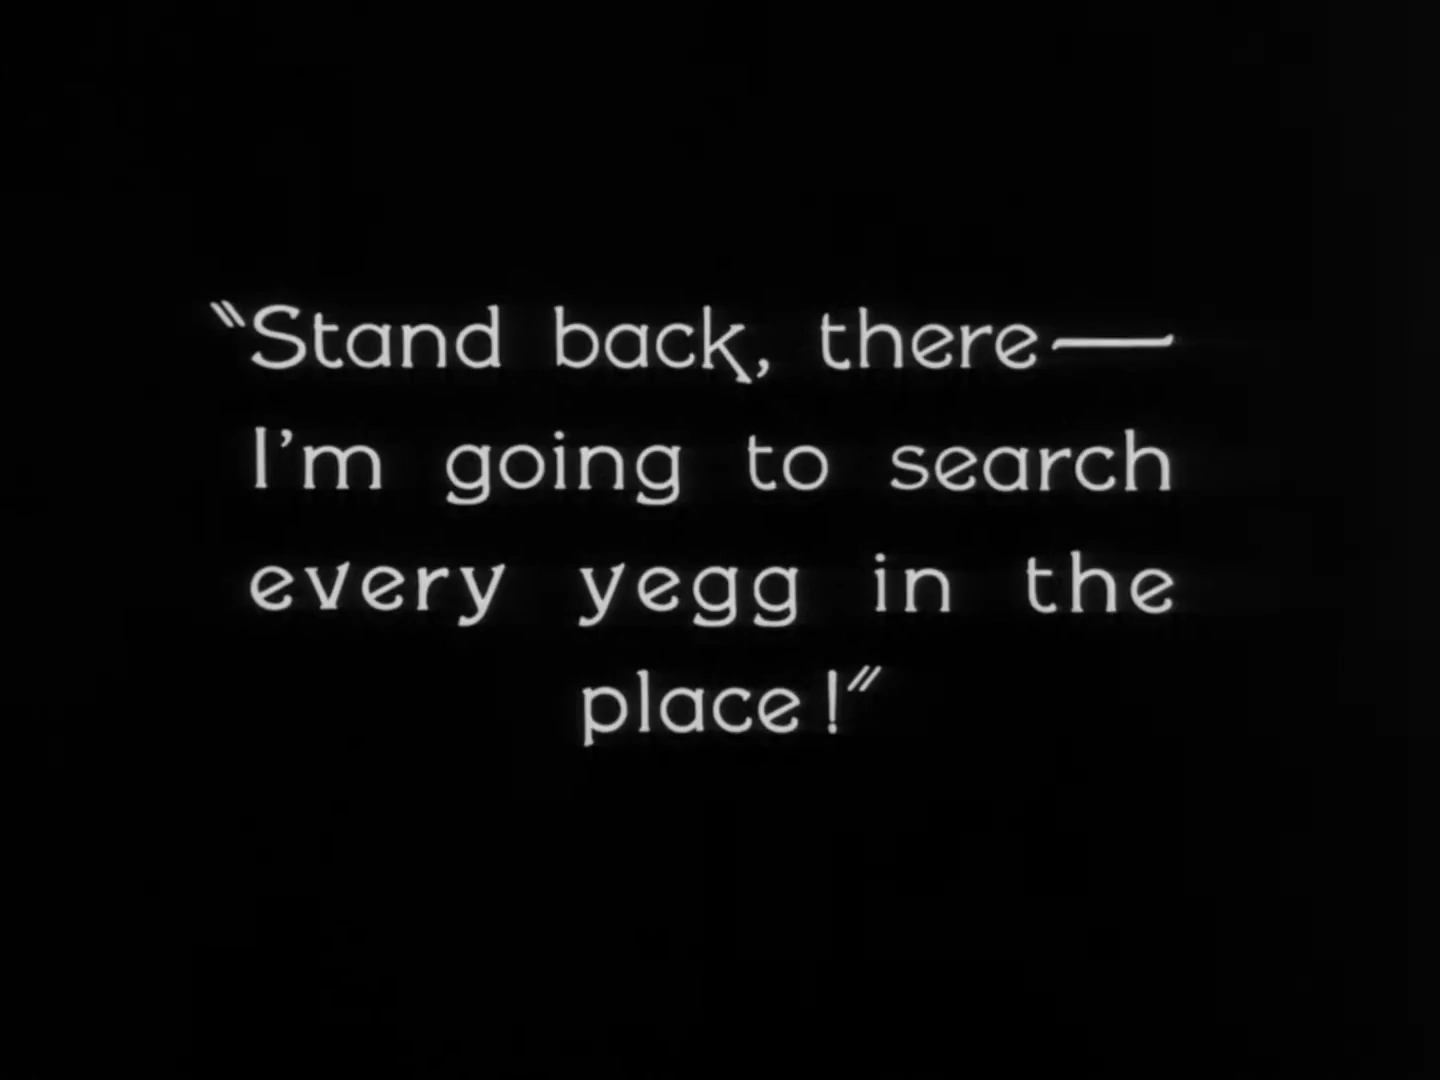 “Stand back, there—
I’m going to search
every yegg in the
place!”